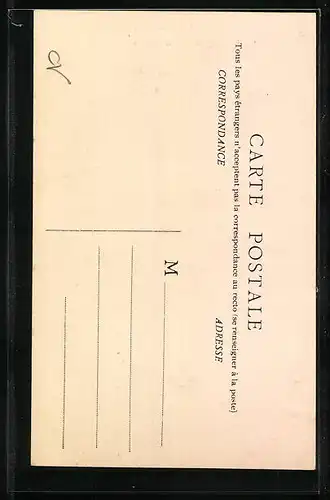 CARTE POSTALE
Tous les pays étrangers n'acceptent pas la correspondance au recto (se renseigner à la poste)
CORRESPONDANCE
ADRESSE
M